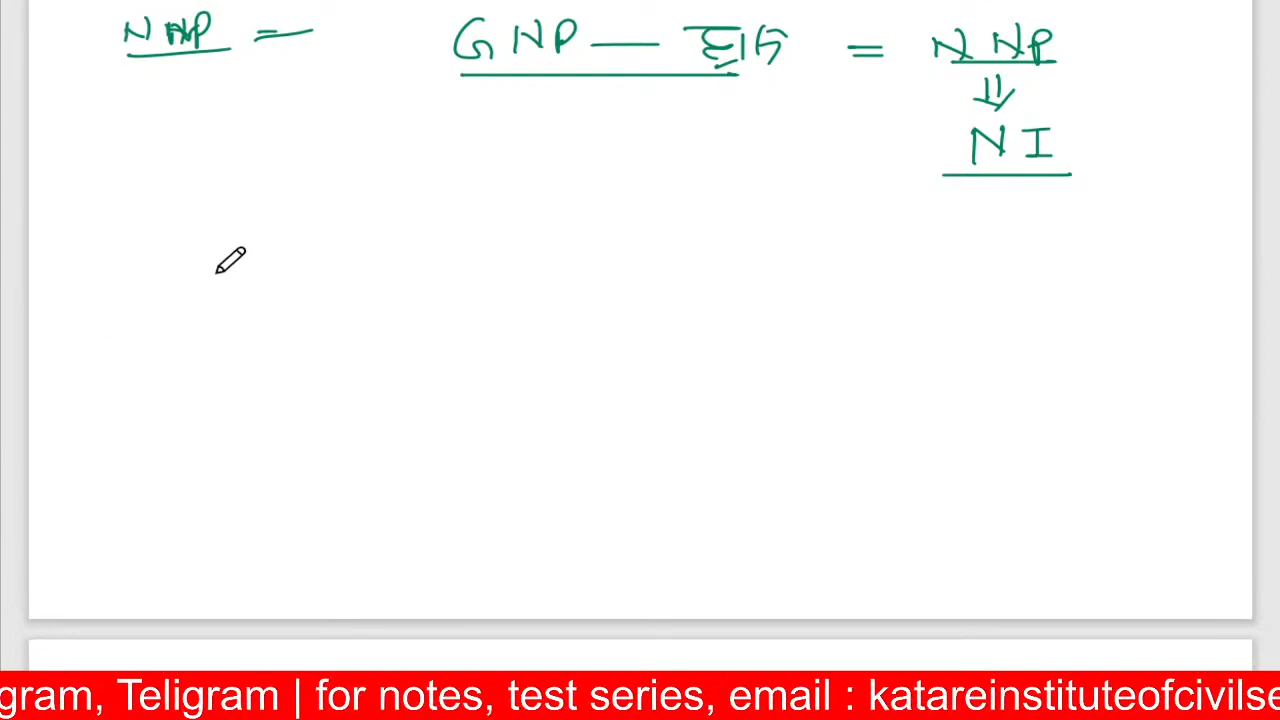 NNP = GNP — ह्रास = NNP
⇓
NI
gram, Teligram | for notes, test series, email : katareinstituteofcivilse